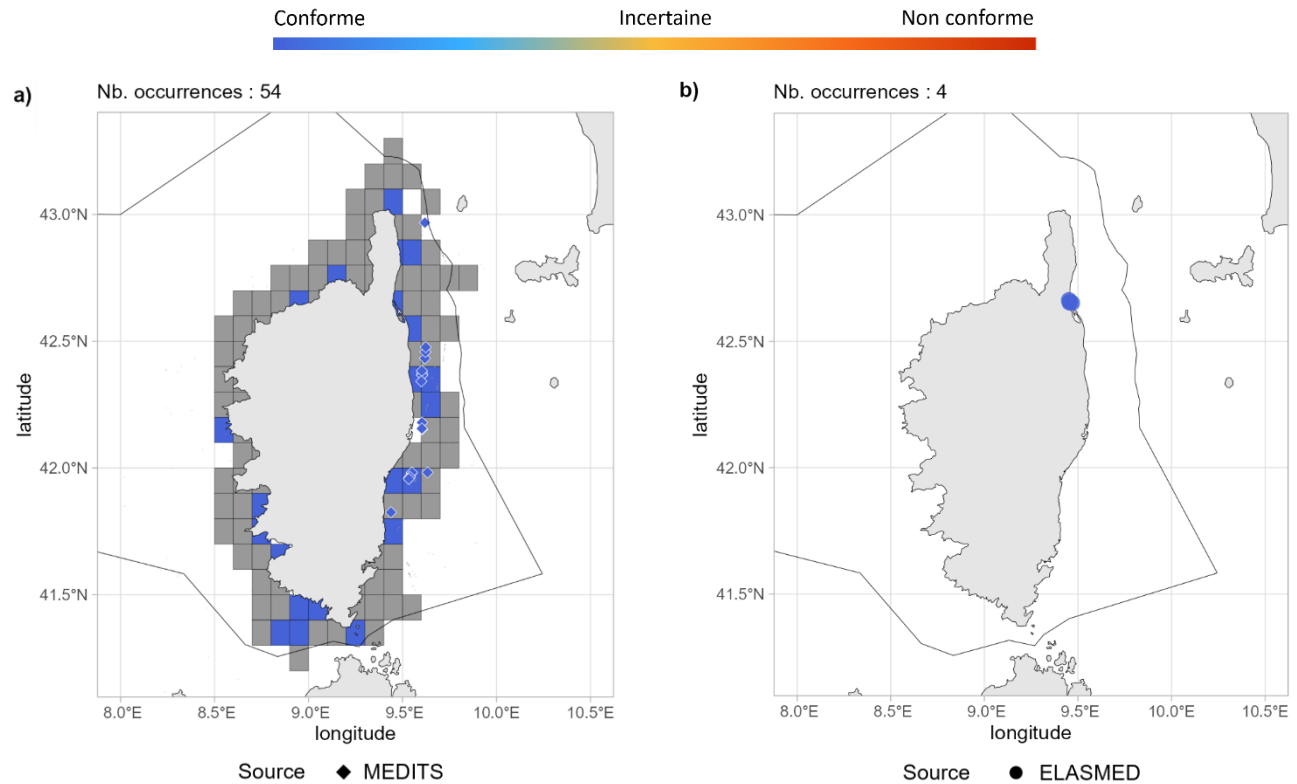 Conforme Incertaine Non conforme
a) Nb. occurrences : 54
43.0°N
42.5°N
42.0°N
41.5°N
latitude
8.0°E 8.5°E 9.0°E 9.5°E 10.0°E 10.5°E
longitude
Source MEDITS
b) Nb. occurrences : 4
43.0°N
42.5°N
42.0°N
41.5°N
latitude
8.0°E 8.5°E 9.0°E 9.5°E 10.0°E 10.5°E
longitude
Source ELASMED